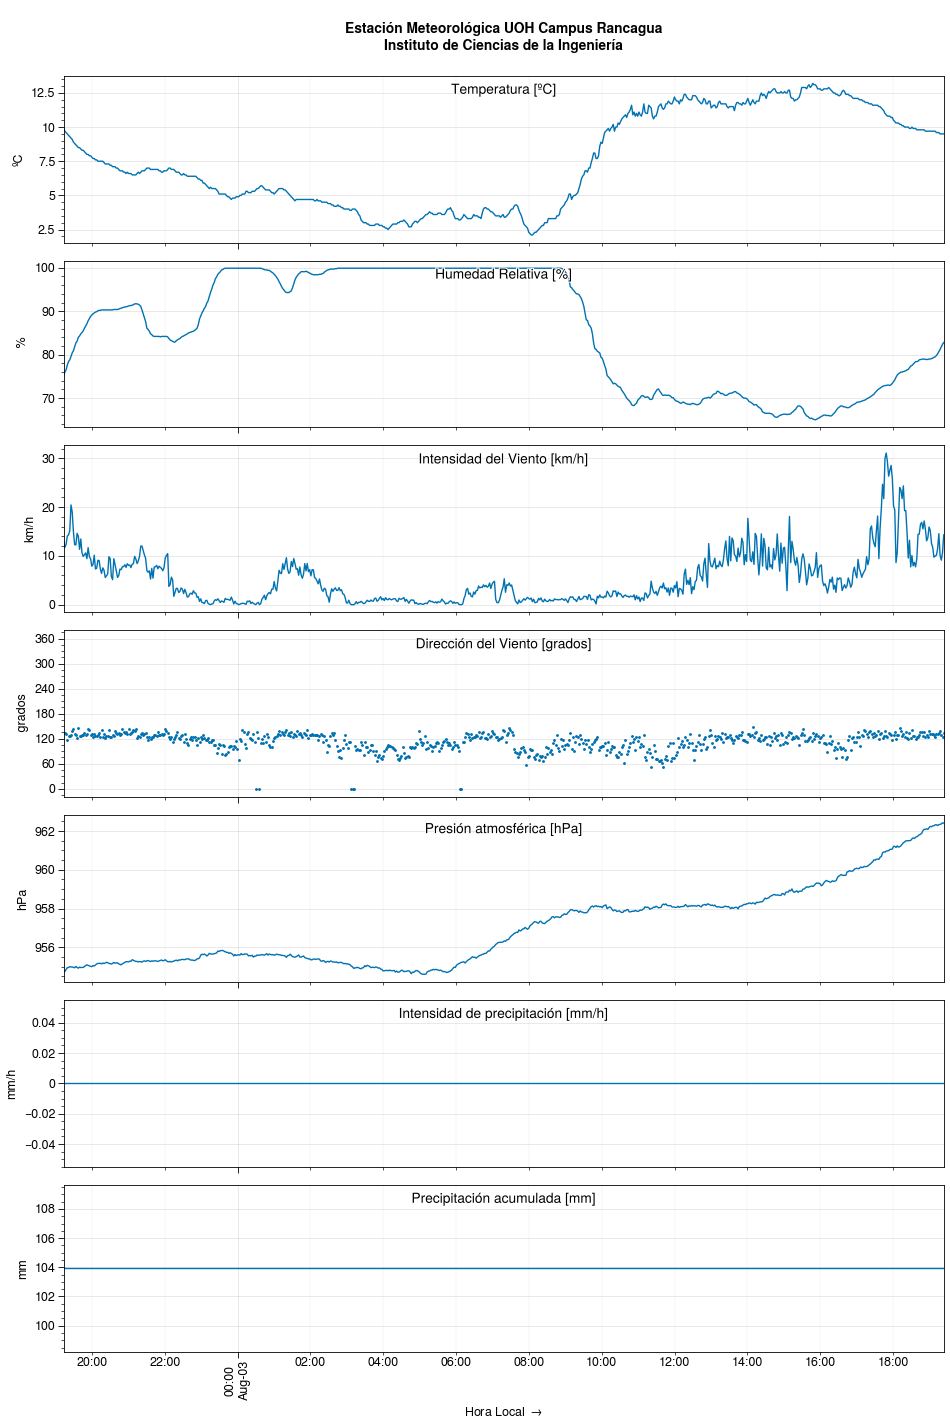 Estación Meteorológica UOH Campus Rancagua
Instituto de Ciencias de la Ingeniería
Temperatura [ºC]
ºC
12.5
10
7.5
5
2.5
Humedad Relativa [%]
%
100
90
80
70
Intensidad del Viento [km/h]
km/h
30
20
10
0
Dirección del Viento [grados]
grados
360
300
240
180
120
60
0
Presión atmosférica [hPa]
hPa
962
960
958
956
Intensidad de precipitación [mm/h]
mm/h
0.04
0.02
0
−0.02
−0.04
Precipitación acumulada [mm]
mm
108
106
104
102
100
20:00 22:00 00:00 02:00 04:00 06:00 08:00 10:00 12:00 14:00 16:00 18:00
Aug-03
Hora Local →